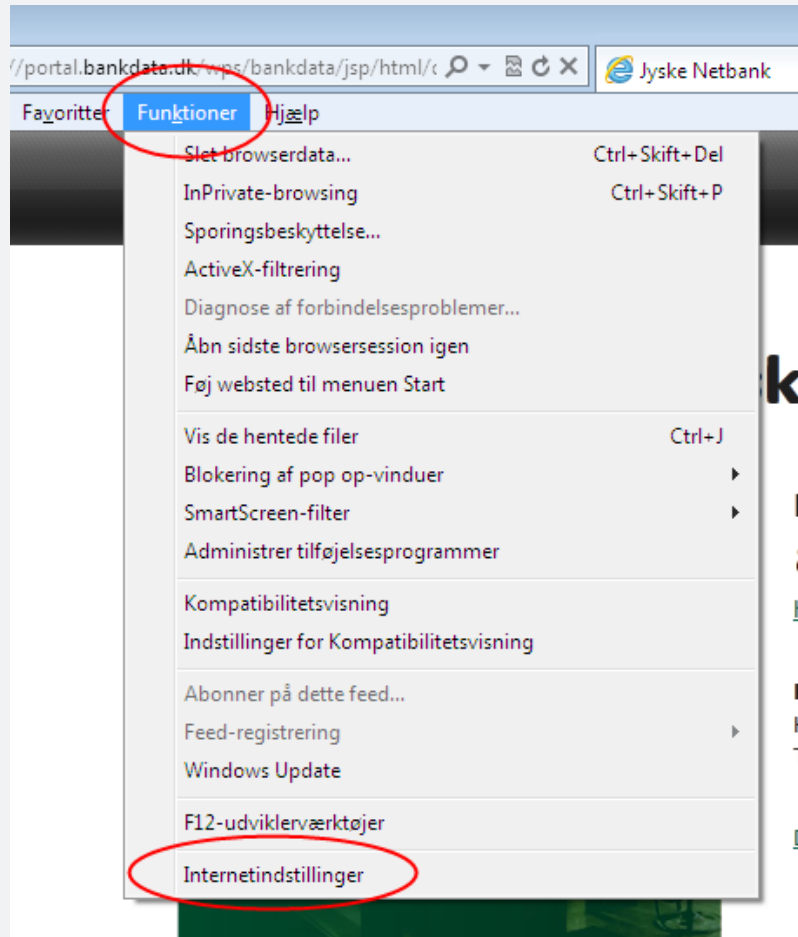 //portal.bankdata.dk/wps/bankdata/jsp/html/
Jyske Netbank
Favoritter Funktioner Hjælp
Slet browserdata... Ctrl+Skift+Del
InPrivate-browsing Ctrl+Skift+P
Sporingsbeskyttelse...
ActiveX-filtrering
Diagnose af forbindelsesproblemer...
Åbn sidste browsersession igen
Føj websted til menuen Start
Vis de hentede filer Ctrl+J
Blokering af pop op-vinduer
SmartScreen-filter
Administrer tilføjelsesprogrammer
Kompatibilitetsvisning
Indstillinger for Kompatibilitetsvisning
Abonner på dette feed...
Feed-registrering
Windows Update
F12-udviklerværktøjer
Internetindstillinger